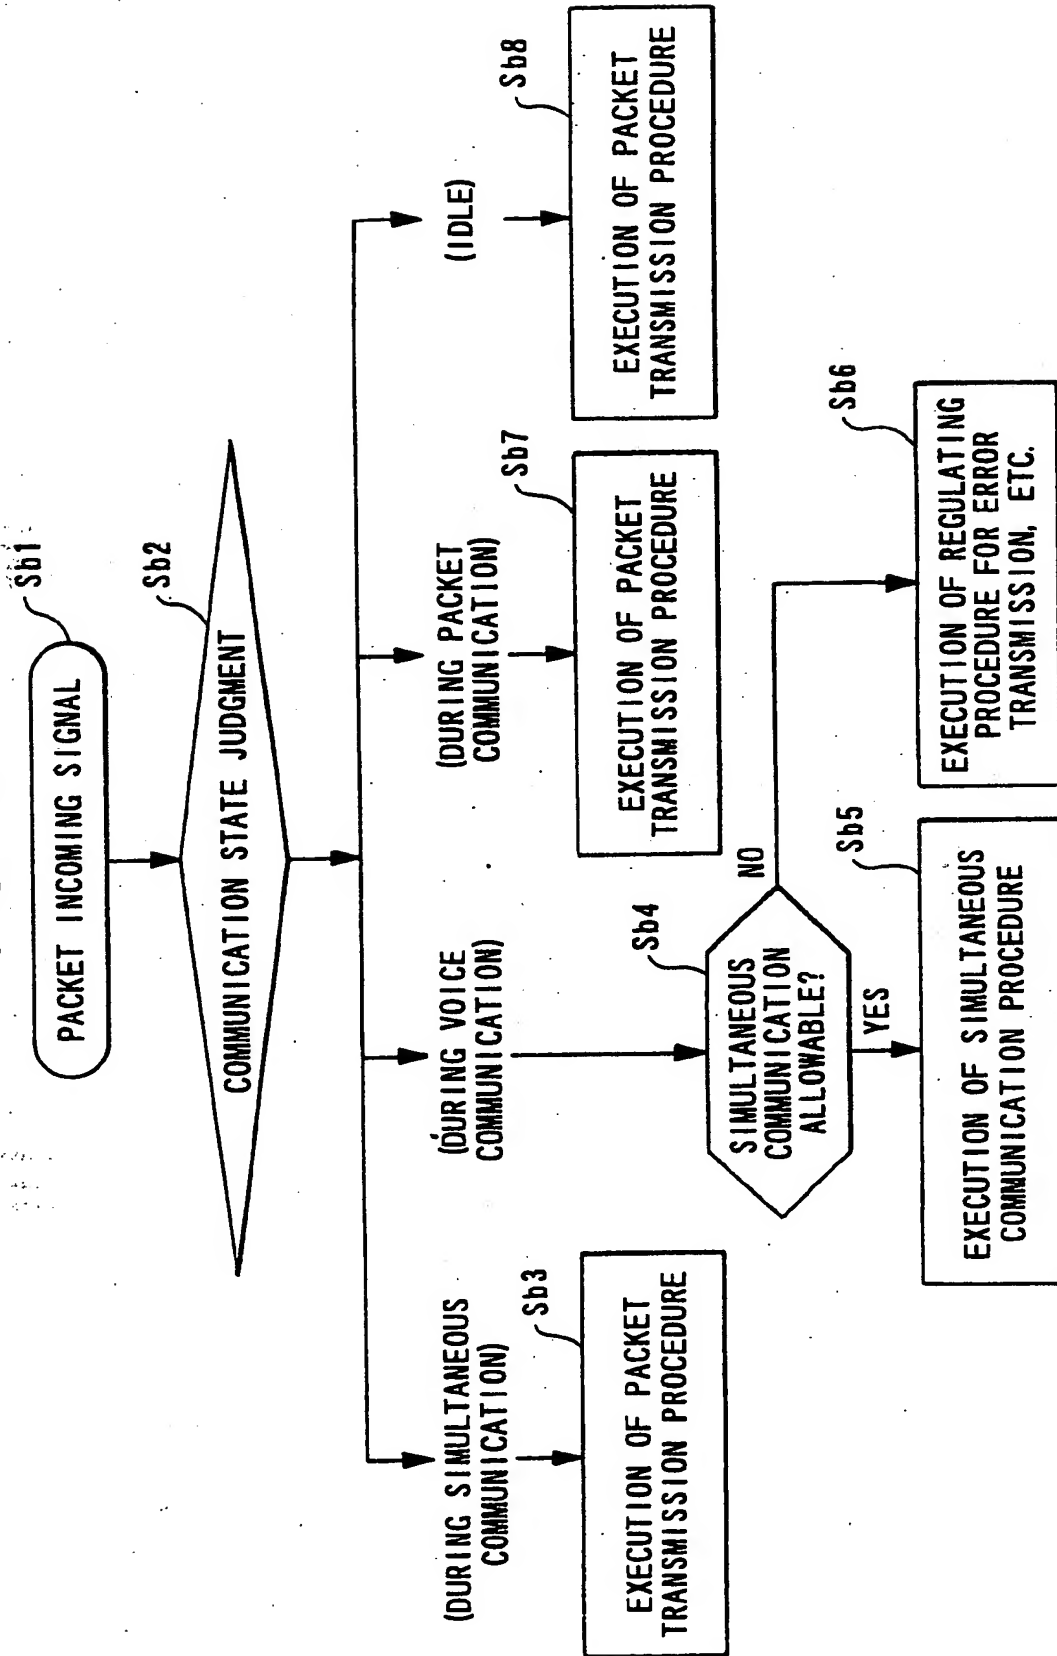 PACKET INCOMING SIGNAL
Sb1
COMMUNICATION STATE JUDGMENT
Sb2
(DURING SIMULTANEOUS
COMMUNICATION)
(DURING VOICE
COMMUNICATION)
(DURING PACKET
COMMUNICATION)
(IDLE)
Sb3
EXECUTION OF PACKET
TRANSMISSION PROCEDURE
Sb4
SIMULTANEOUS
COMMUNICATION
ALLOWABLE?
NO
YES
Sb7
EXECUTION OF PACKET
TRANSMISSION PROCEDURE
Sb8
EXECUTION OF PACKET
TRANSMISSION PROCEDURE
Sb5
EXECUTION OF SIMULTANEOUS
COMMUNICATION PROCEDURE
Sb6
EXECUTION OF REGULATING
PROCEDURE FOR ERROR
TRANSMISSION, ETC.